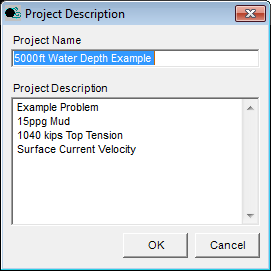 Project Description
Project Name
5000ft Water Depth Example
Project Description
Example Problem
15ppg Mud
1040 kips Top Tension
Surface Current Velocity
OK
Cancel